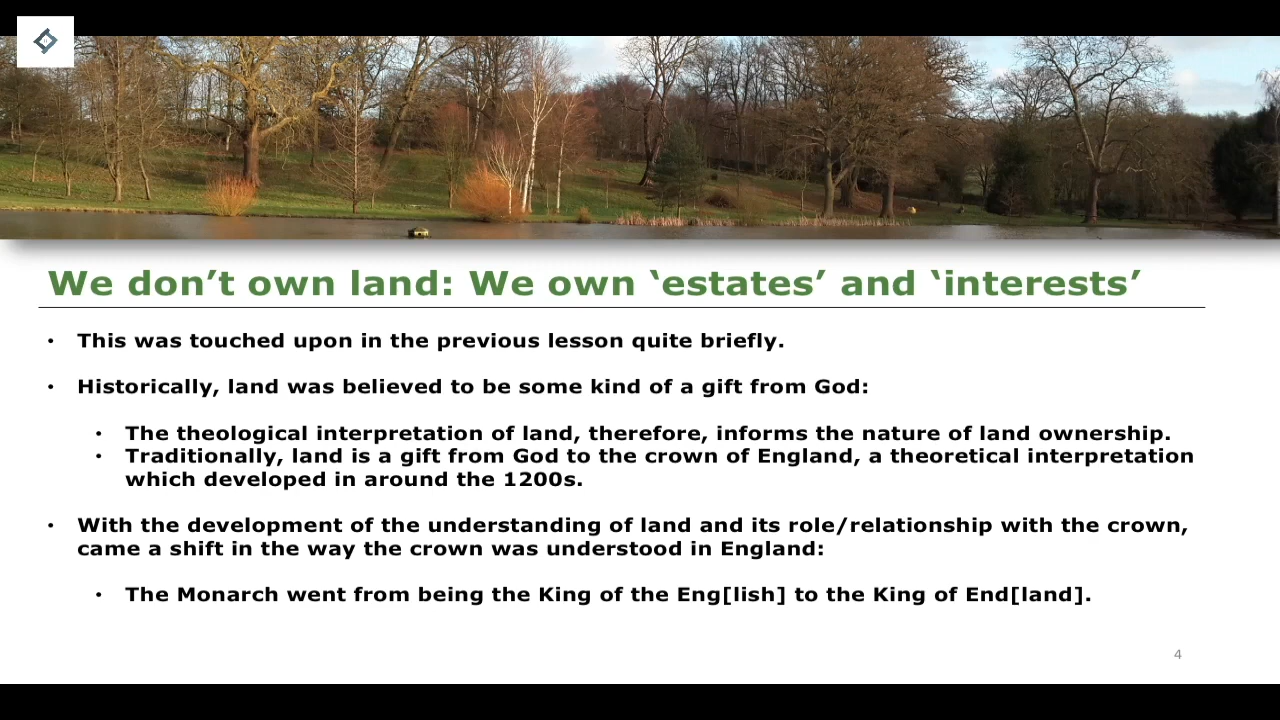 We don’t own land: We own ‘estates’ and ‘interests’
• This was touched upon in the previous lesson quite briefly.
• Historically, land was believed to be some kind of a gift from God:
• The theological interpretation of land, therefore, informs the nature of land ownership.
• Traditionally, land is a gift from God to the crown of England, a theoretical interpretation
which developed in around the 1200s.
• With the development of the understanding of land and its role/relationship with the crown,
came a shift in the way the crown was understood in England:
• The Monarch went from being the King of the Eng[lish] to the King of End[land].
4